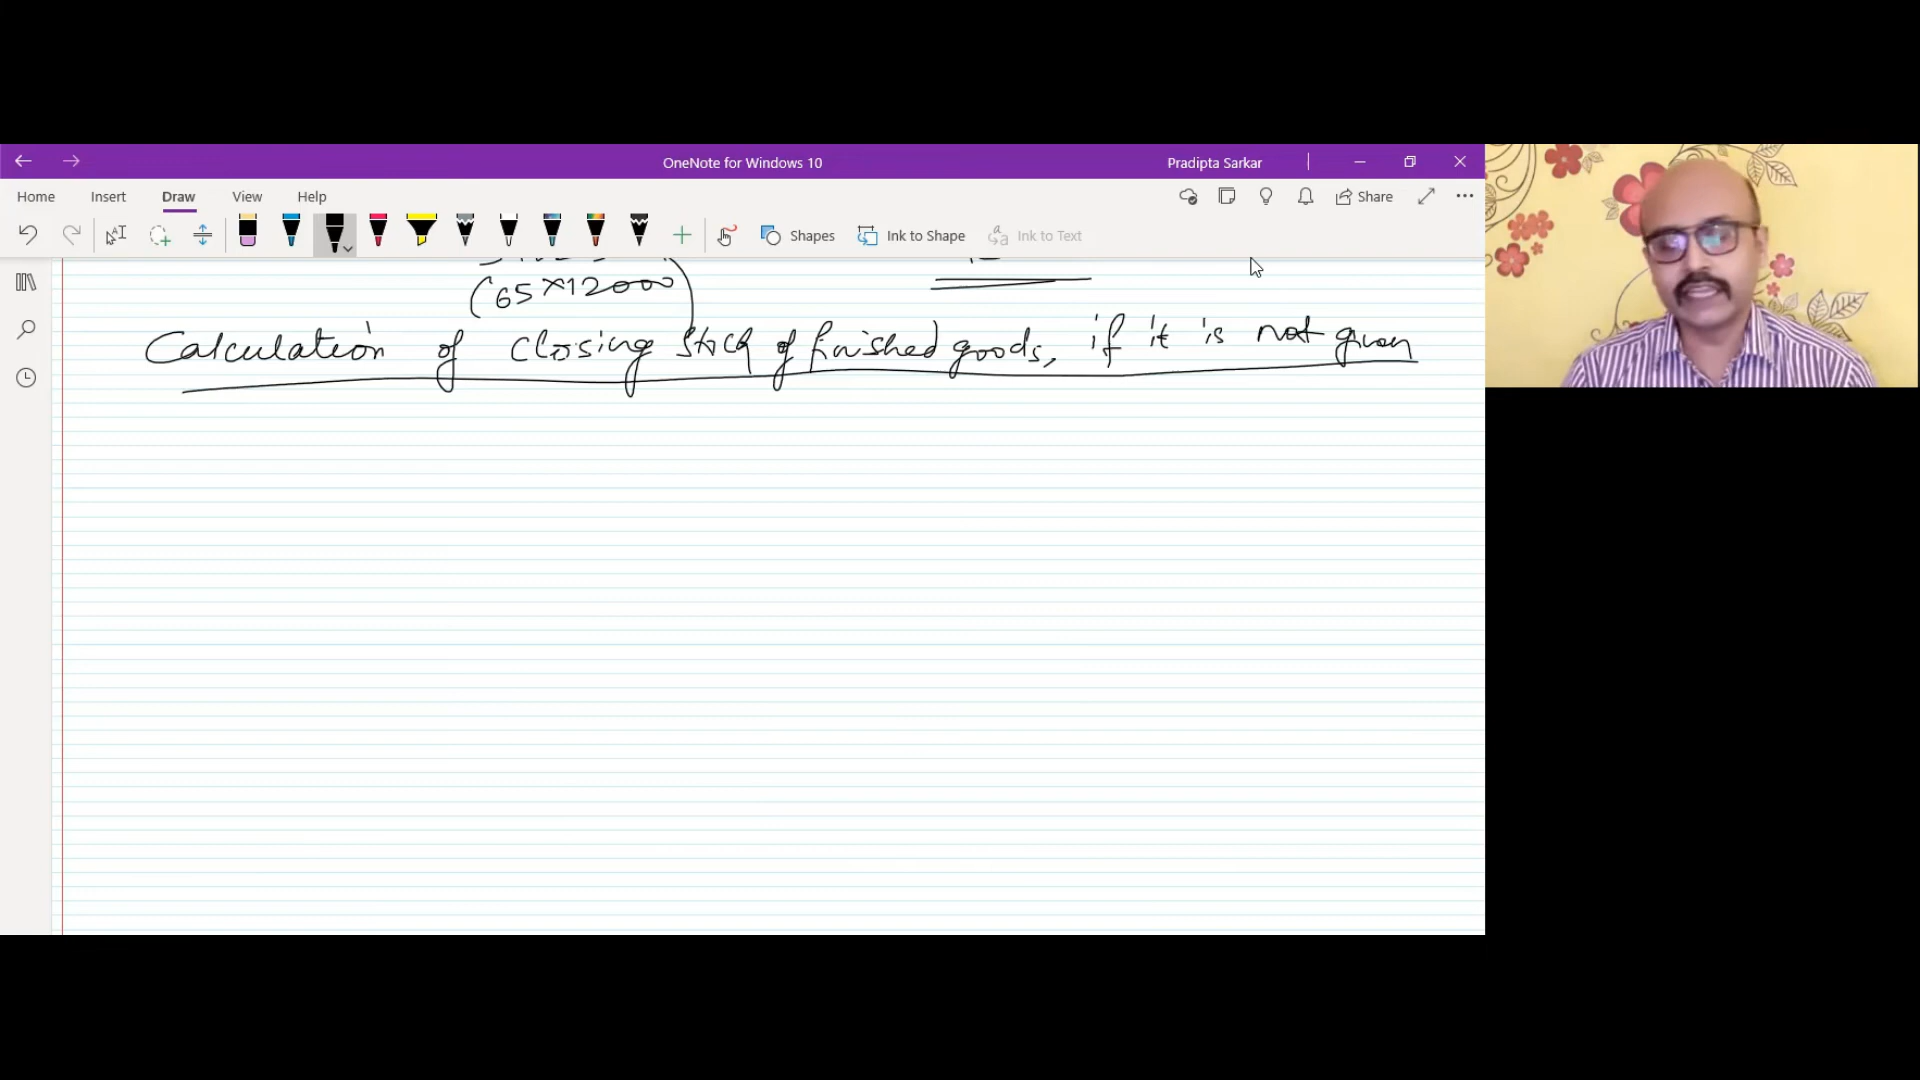 OneNote for Windows 10
Pradipta Sarkar
Home Insert Draw View Help
Share
Shapes
Ink to Shape
Ink to Text
(65×12000)
Calculation of closing stock of finished goods, if it is not given